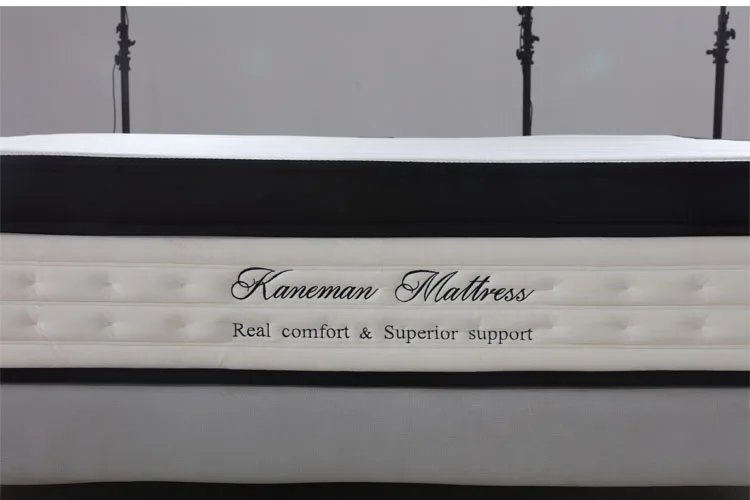 Kaneman Mattress
Real comfort & Superior support